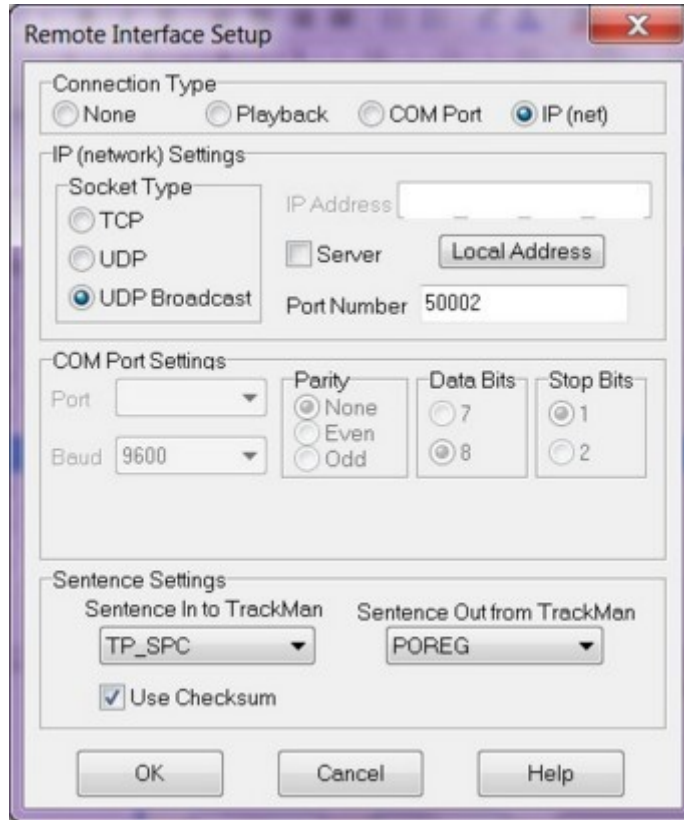 Remote Interface Setup
Connection Type
None Playback COM Port IP (net)
IP (network) Settings
Socket Type
TCP
UDP
UDP Broadcast
IP Address
Server Local Address
Port Number 50002
COM Port Settings
Port
Baud 9600
Parity
None
Even
Odd
Data Bits
7
8
Stop Bits
1
2
Sentence Settings
Sentence In to TrackMan Sentence Out from TrackMan
TP_SPC POREG
Use Checksum
OK Cancel Help